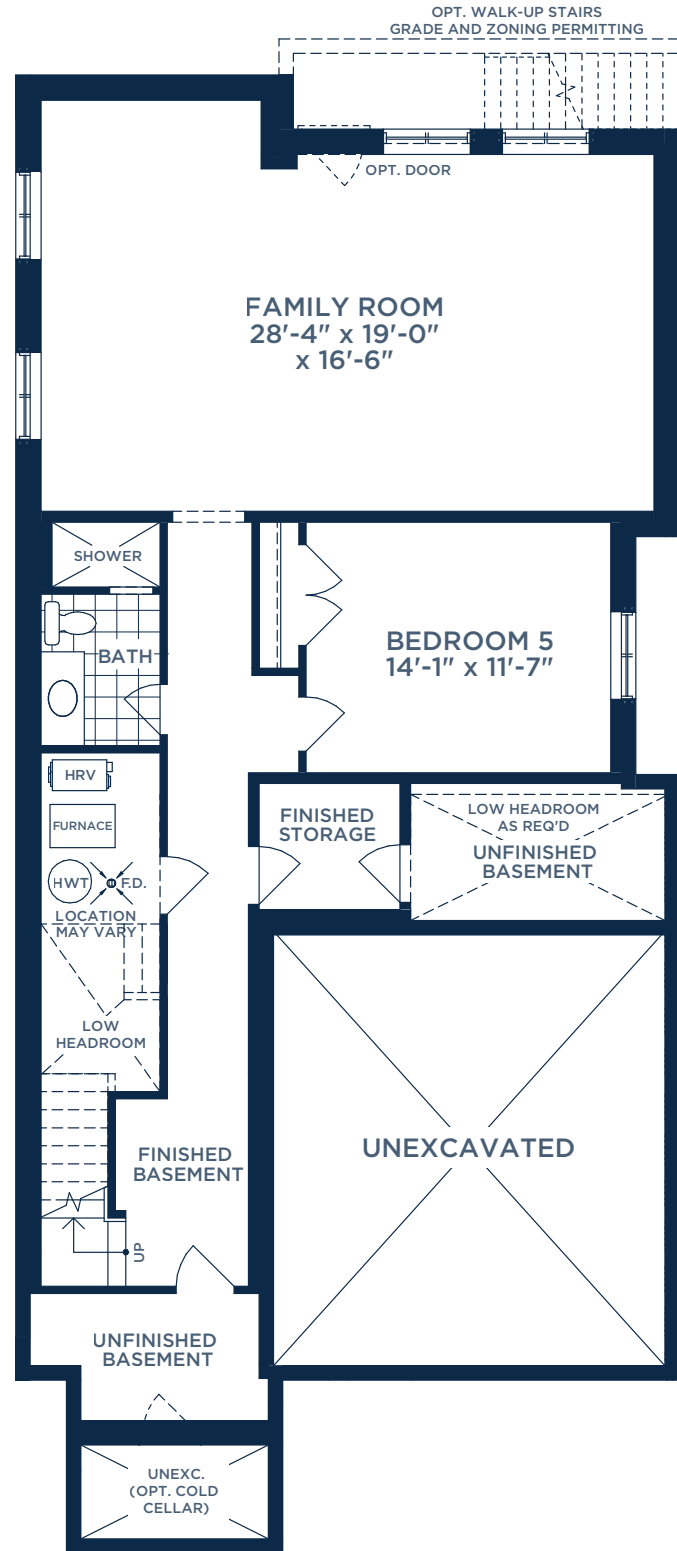 OPT. WALK-UP STAIRS
GRADE AND ZONING PERMITTING
OPT. DOOR
FAMILY ROOM
28'-4" x 19'-0"
x 16'-6"
SHOWER
BATH
BEDROOM 5
14'-1" x 11'-7"
HRV
FURNACE
HWT
F.D.
LOCATION
MAY VARY
FINISHED
STORAGE
LOW HEADROOM
AS REQ'D
UNFINISHED
BASEMENT
LOW
HEADROOM
UNEXCAVATED
FINISHED
BASEMENT
UP
UNFINISHED
BASEMENT
UNEXC.
(OPT. COLD
CELLAR)